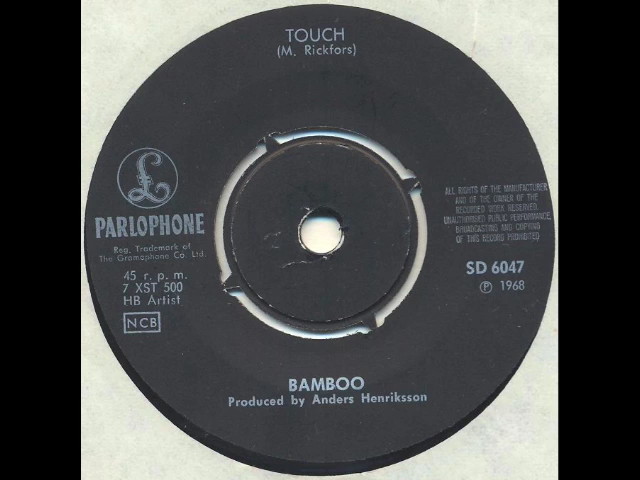 TOUCH
(M. Rickfors)
£
PARLOPHONE
Reg. Trademark of
The Gramophone Co. Ltd.
45 r. p. m.
7 XST 500
HB Artist
NCB
ALL RIGHTS OF THE MANUFACTURER
AND OF THE OWNER OF THE
RECORDED WORK RESERVED.
UNAUTHORISED PUBLIC PERFORMANCE,
BROADCASTING AND COPYING
OF THIS RECORD PROHIBITED
SD 6047
Ⓟ 1968
BAMBOO
Produced by Anders Henriksson